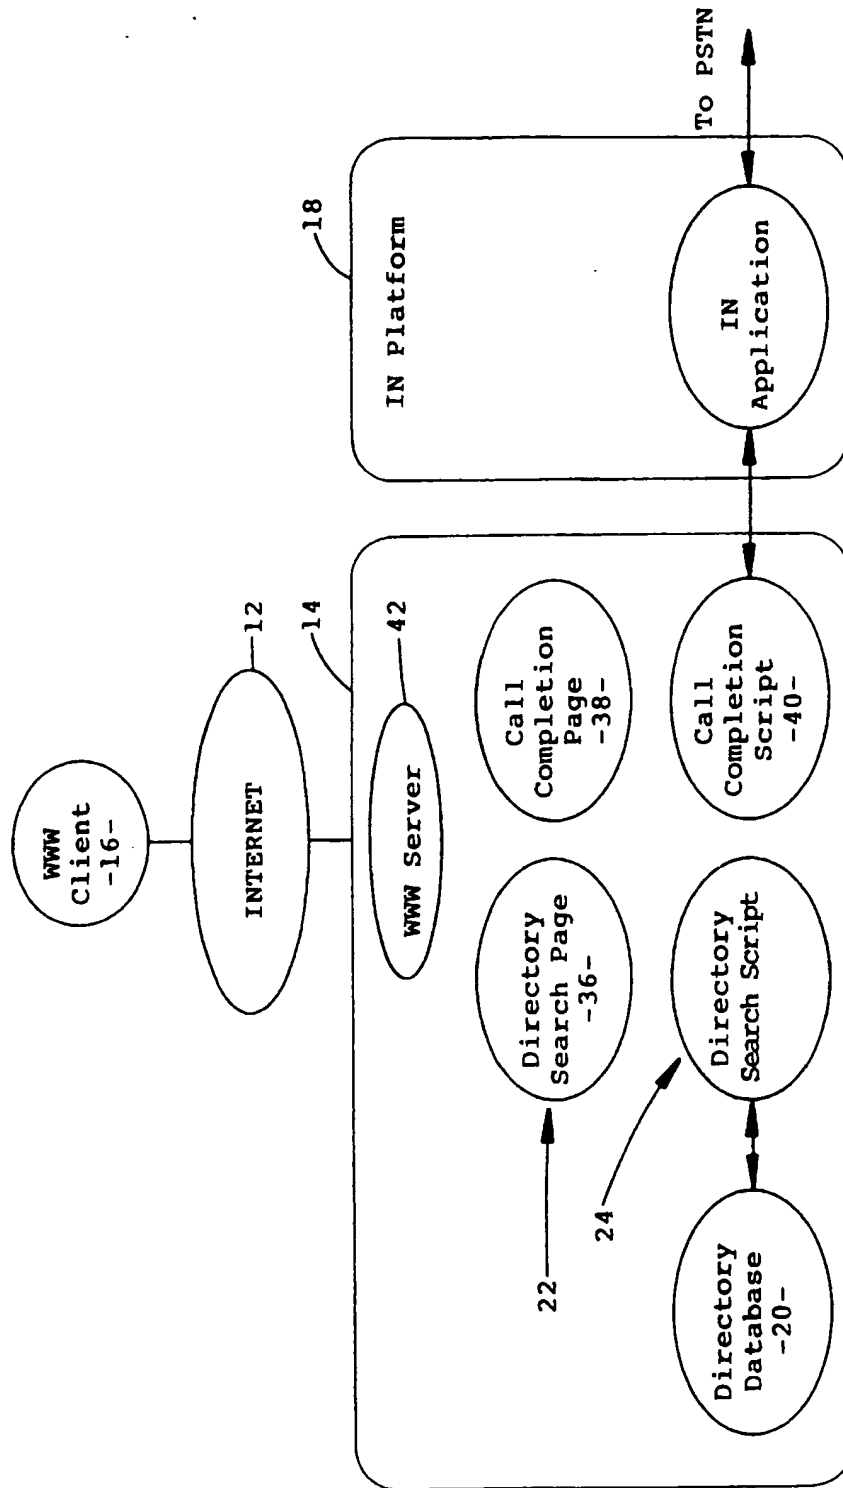 WWW
Client
-16-
INTERNET
12
14
WWW Server
42
Directory
Search Page
-36-
22
Call
Completion
Page
-38-
Directory
Database
-20-
24
Directory
Search Script
Call
Completion
Script
-40-
18
IN Platform
IN
Application
To PSTN